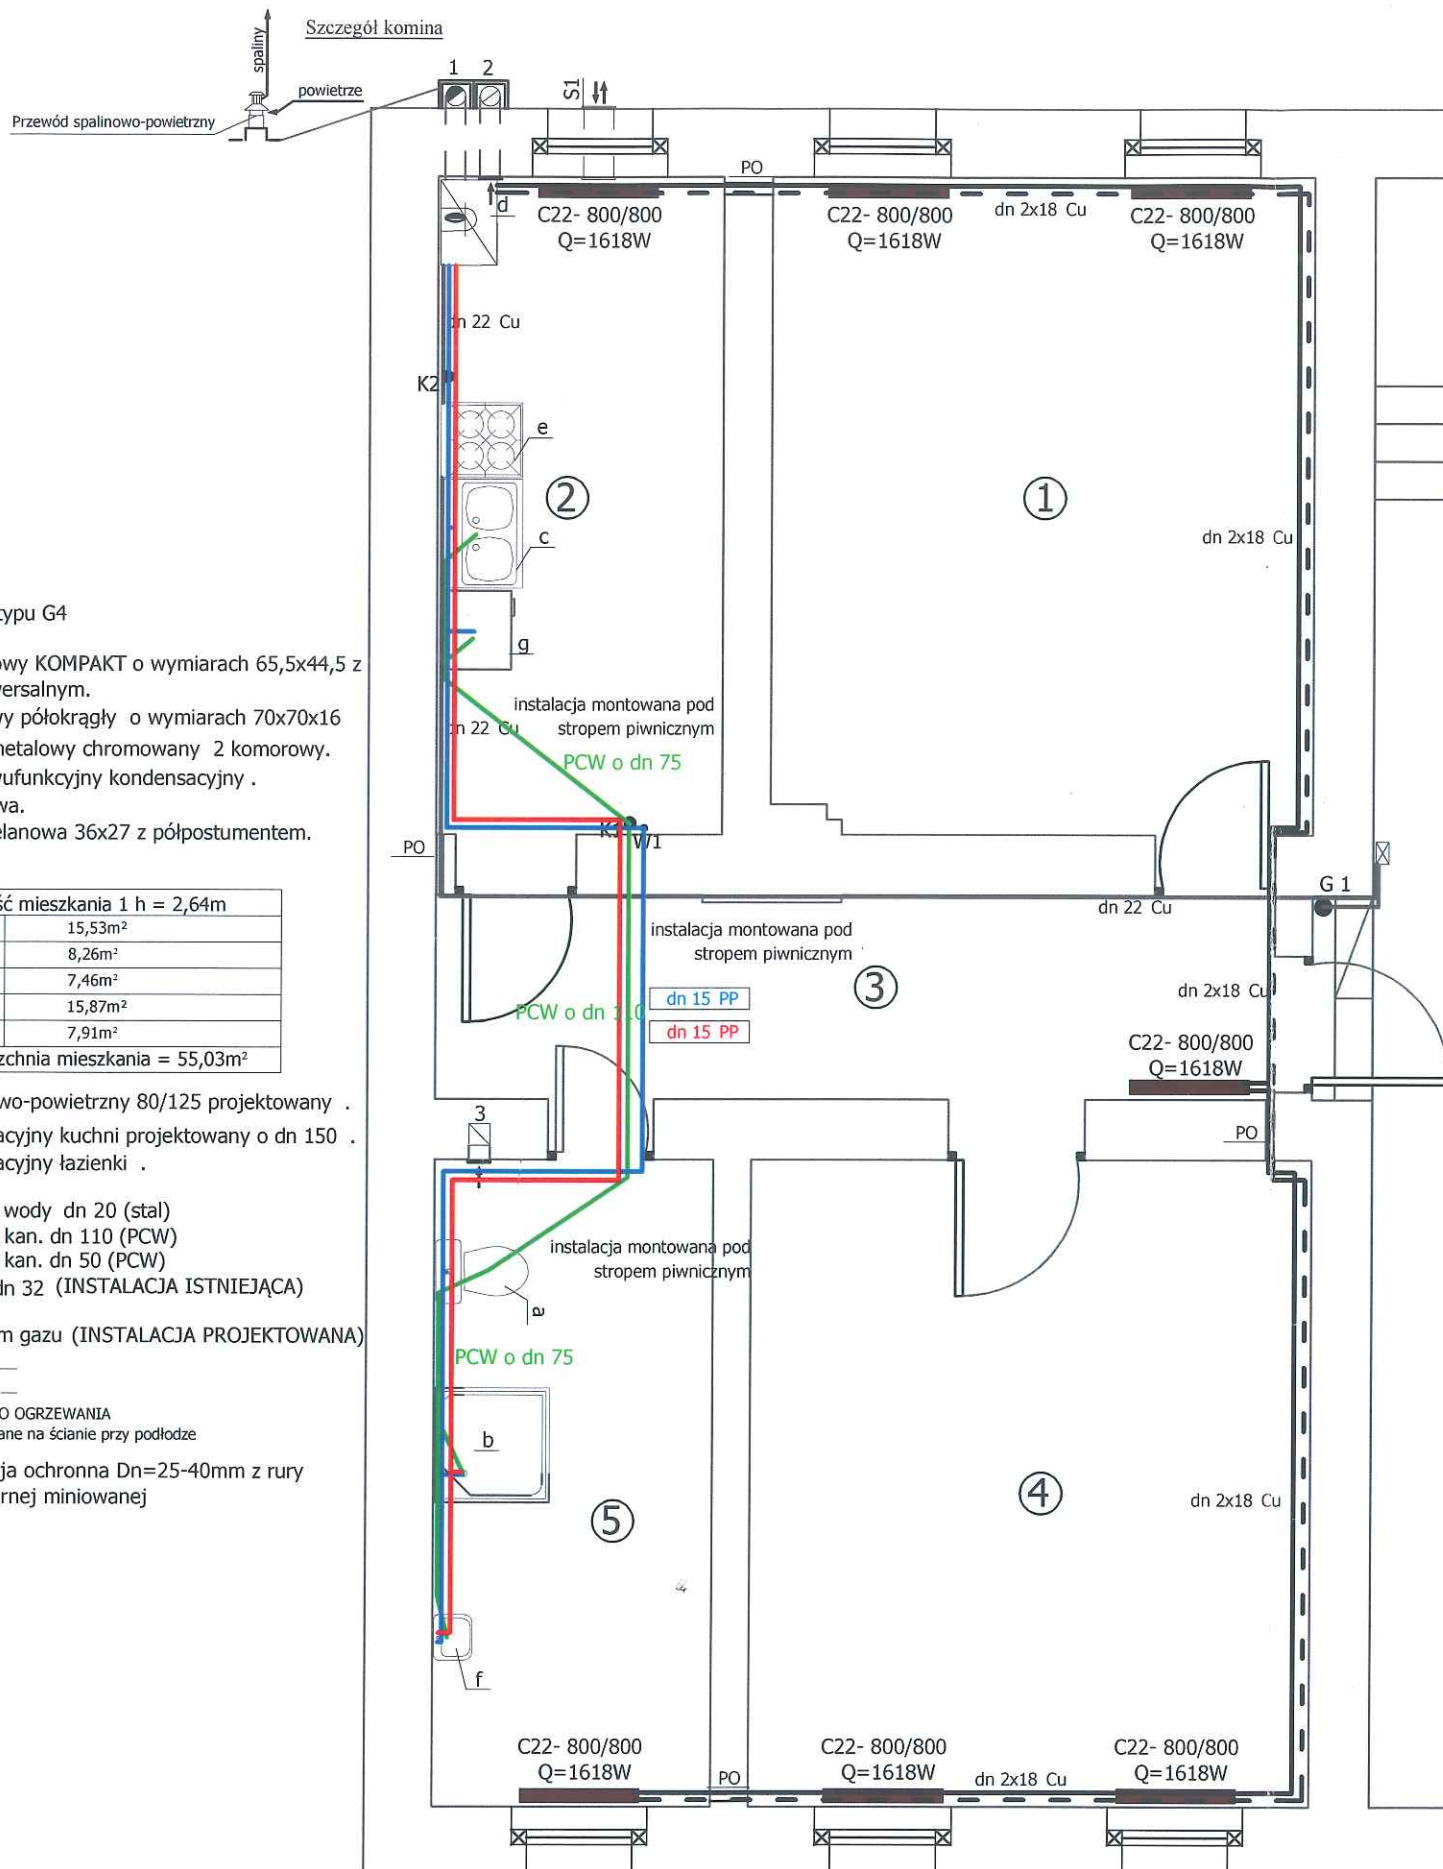 Szczegół komina
spaliny
powietrze
Przewód spalinowo-powietrzny
1 2
S1
PO
d
C22- 800/800
Q=1618W
C22- 800/800
Q=1618W
dn 2x18 Cu
C22- 800/800
Q=1618W
dn 22 Cu
K2
e
2
1
c
dn 2x18 Cu
g
typu G4
owy KOMPAKT o wymiarach 65,5x44,5 z
wersalnym.
wy półokrągły o wymiarach 70x70x16
metalowy chromowany 2 komorowy.
wufunkcyjny kondensacyjny .
wa.
elanowa 36x27 z półpostumentem.
instalacja montowana pod
stropem piwnicznym
dn 22 Cu
PCW o dn 75
K1
W1
PO
G 1
dn 22 Cu
ść mieszkania 1 h = 2,64m
15,53m²
8,26m²
7,46m²
15,87m²
7,91m²
zchnia mieszkania = 55,03m²
instalacja montowana pod
stropem piwnicznym
3
PCW o dn 110
dn 15 PP
dn 15 PP
dn 2x18 Cu
C22- 800/800
Q=1618W
PO
wo-powietrzny 80/125 projektowany .
acyjny kuchni projektowany o dn 150 .
acyjny łazienki .
3
wody dn 20 (stal)
kan. dn 110 (PCW)
kan. dn 50 (PCW)
dn 32 (INSTALACJA ISTNIEJĄCA)
m gazu (INSTALACJA PROJEKTOWANA)
O OGRZEWANIA
ane na ścianie przy podłodze
ja ochronna Dn=25-40mm z rury
rnej miniowanej
instalacja montowana pod
stropem piwnicznym
a
PCW o dn 75
b
5
4
dn 2x18 Cu
f
C22- 800/800
Q=1618W
PO
C22- 800/800
Q=1618W
dn 2x18 Cu
C22- 800/800
Q=1618W